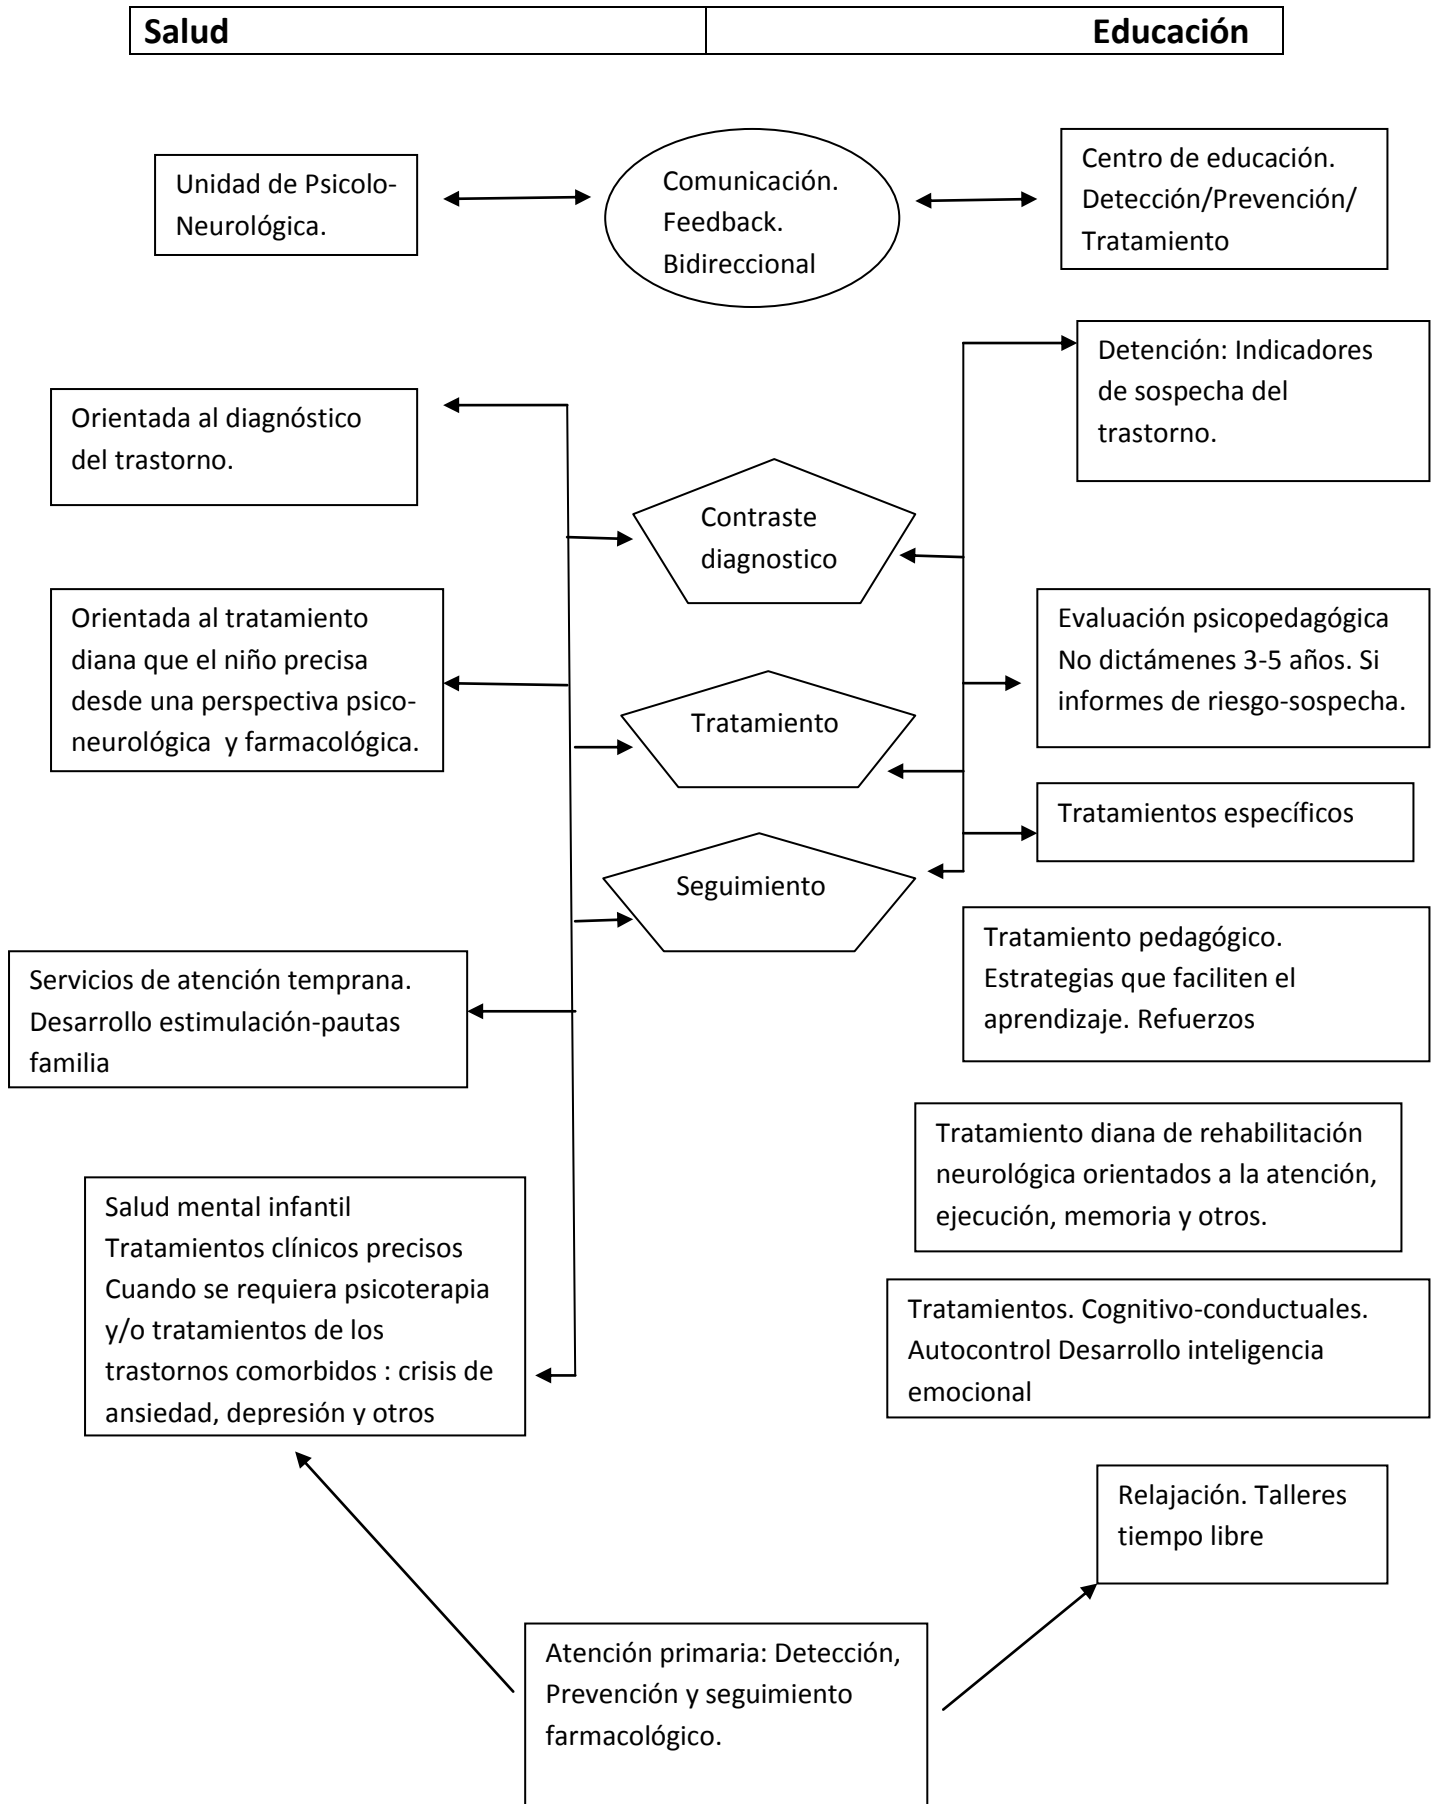 Salud
Educación
Unidad de Psicolo-
Neurológica.
Comunicación.
Feedback.
Bidireccional
Centro de educación.
Detección/Prevención/
Tratamiento
Detención: Indicadores
de sospecha del
trastorno.
Orientada al diagnóstico
del trastorno.
Contraste
diagnostico
Orientada al tratamiento
diana que el niño precisa
desde una perspectiva psico-
neurológica y farmacológica.
Evaluación psicopedagógica
No dictámenes 3-5 años. Si
informes de riesgo-sospecha.
Tratamiento
Tratamientos específicos
Seguimiento
Tratamiento pedagógico.
Estrategias que faciliten el
aprendizaje. Refuerzos
Servicios de atención temprana.
Desarrollo estimulación-pautas
familia
Tratamiento diana de rehabilitación
neurológica orientados a la atención,
ejecución, memoria y otros.
Salud mental infantil
Tratamientos clínicos precisos
Cuando se requiera psicoterapia
y/o tratamientos de los
trastornos comorbidos : crisis de
ansiedad, depresión y otros
Tratamientos. Cognitivo-conductuales.
Autocontrol Desarrollo inteligencia
emocional
Relajación. Talleres
tiempo libre
Atención primaria: Detección,
Prevención y seguimiento
farmacológico.